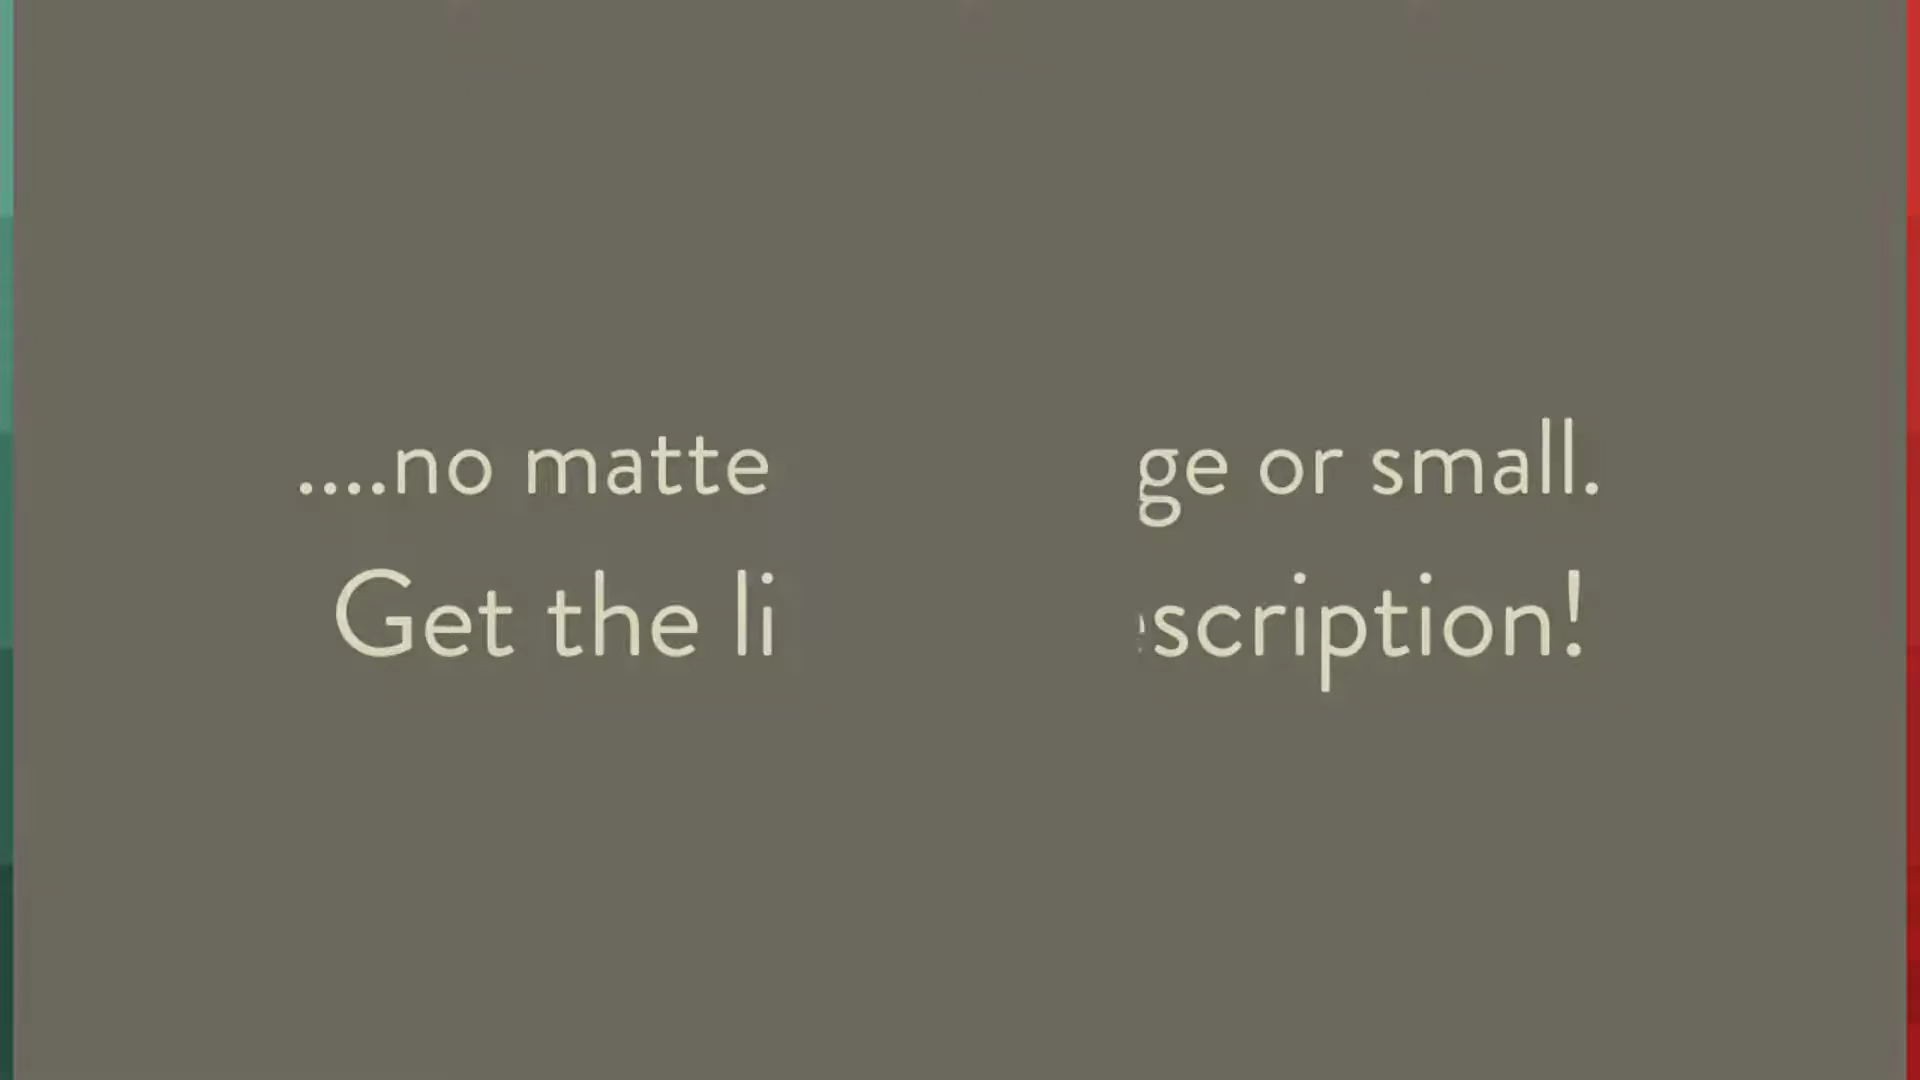 ....no matte ge or small.
Get the li scription!